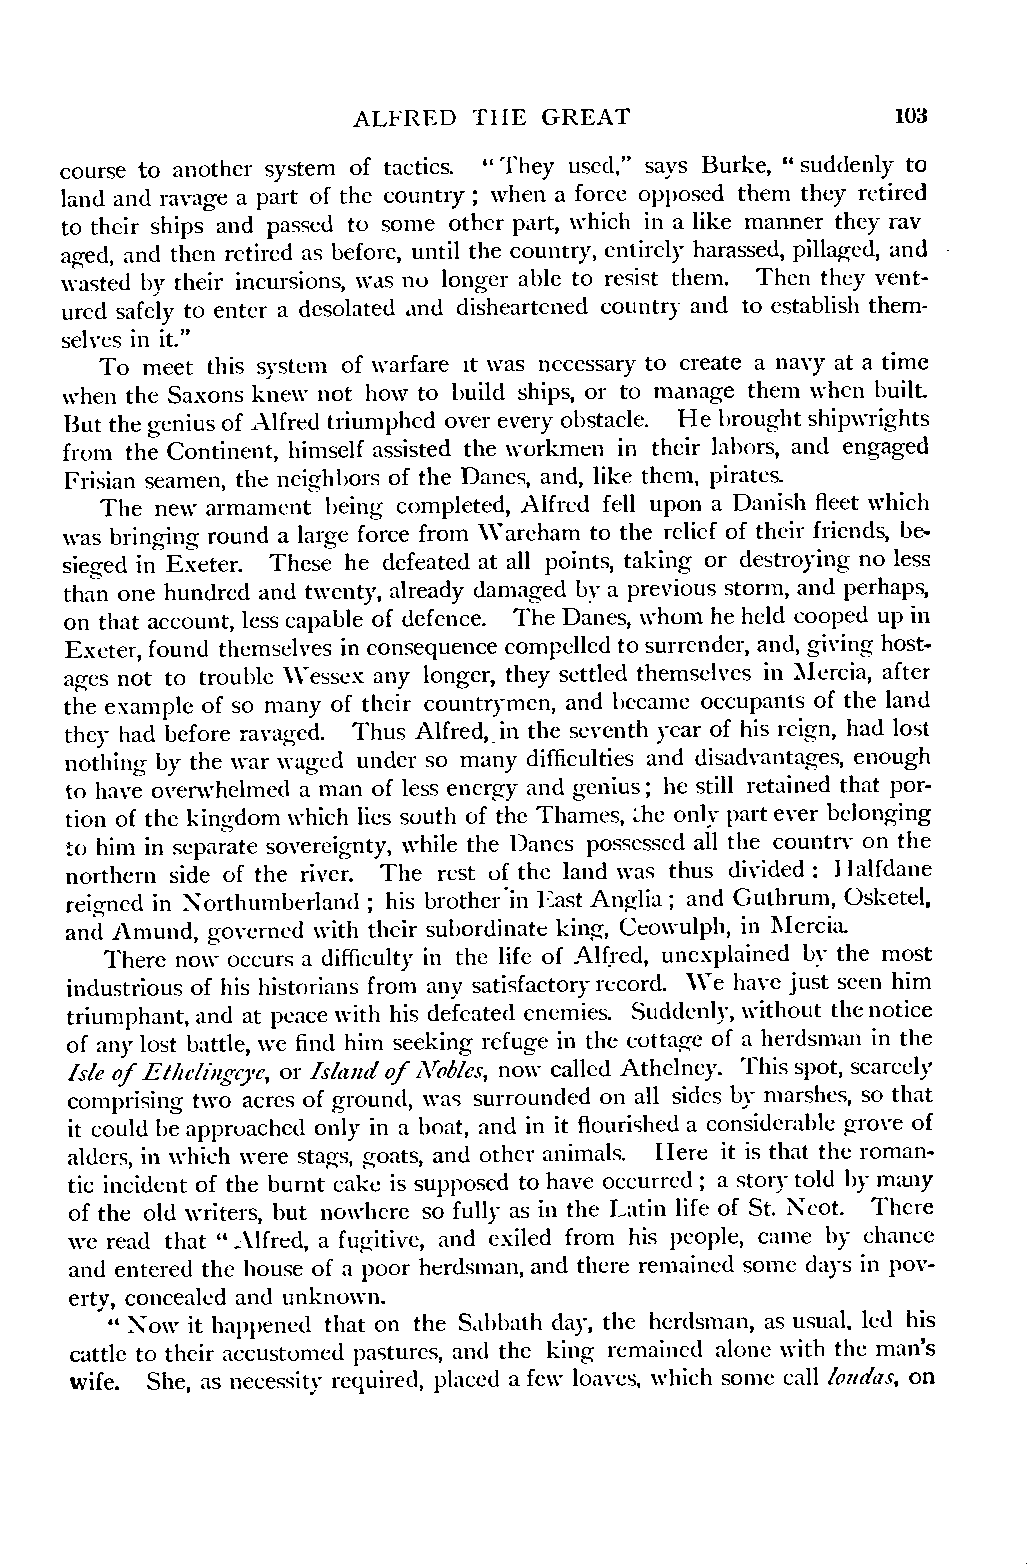 ALFRED THE GREAT 103
course to another system of tactics. “They used,” says Burke, “suddenly to
land and ravage a part of the country; when a force opposed them they retired
to their ships and passed to some other part, which in a like manner they rav
aged, and then retired as before, until the country, entirely harassed, pillaged, and
wasted by their incursions, was no longer able to resist them. Then they vent-
ured safely to enter a desolated and disheartened country and to establish them-
selves in it.”
To meet this system of warfare it was necessary to create a navy at a time
when the Saxons knew not how to build ships, or to manage them when built.
But the genius of Alfred triumphed over every obstacle. He brought shipwrights
from the Continent, himself assisted the workmen in their labors, and engaged
Frisian seamen, the neighbors of the Danes, and, like them, pirates.
The new armament being completed, Alfred fell upon a Danish fleet which
was bringing round a large force from Wareham to the relief of their friends, be-
sieged in Exeter. These he defeated at all points, taking or destroying no less
than one hundred and twenty, already damaged by a previous storm, and perhaps,
on that account, less capable of defence. The Danes, whom he held cooped up in
Exeter, found themselves in consequence compelled to surrender, and, giving host-
ages not to trouble Wessex any longer, they settled themselves in Mercia, after
the example of so many of their countrymen, and became occupants of the land
they had before ravaged. Thus Alfred, in the seventh year of his reign, had lost
nothing by the war waged under so many difficulties and disadvantages, enough
to have overwhelmed a man of less energy and genius; he still retained that por-
tion of the kingdom which lies south of the Thames, the only part ever belonging
to him in separate sovereignty, while the Danes possessed all the country on the
northern side of the river. The rest of the land was thus divided: Halfdane
reigned in Northumberland; his brother in East Anglia; and Guthrum, Osketel,
and Amund, governed with their subordinate king, Ceowulph, in Mercia.
There now occurs a difficulty in the life of Alfred, unexplained by the most
industrious of his historians from any satisfactory record. We have just seen him
triumphant, and at peace with his defeated enemies. Suddenly, without the notice
of any lost battle, we find him seeking refuge in the cottage of a herdsman in the
Isle of Ethelingeye, or Island of Nobles, now called Athelney. This spot, scarcely
comprising two acres of ground, was surrounded on all sides by marshes, so that
it could be approached only in a boat, and in it flourished a considerable grove of
alders, in which were stags, goats, and other animals. Here it is that the roman-
tic incident of the burnt cake is supposed to have occurred; a story told by many
of the old writers, but nowhere so fully as in the Latin life of St. Neot. There
we read that “Alfred, a fugitive, and exiled from his people, came by chance
and entered the house of a poor herdsman, and there remained some days in pov-
erty, concealed and unknown.
“Now it happened that on the Sabbath day, the herdsman, as usual, led his
cattle to their accustomed pastures, and the king remained alone with the man’s
wife. She, as necessity required, placed a few loaves, which some call loudas, on